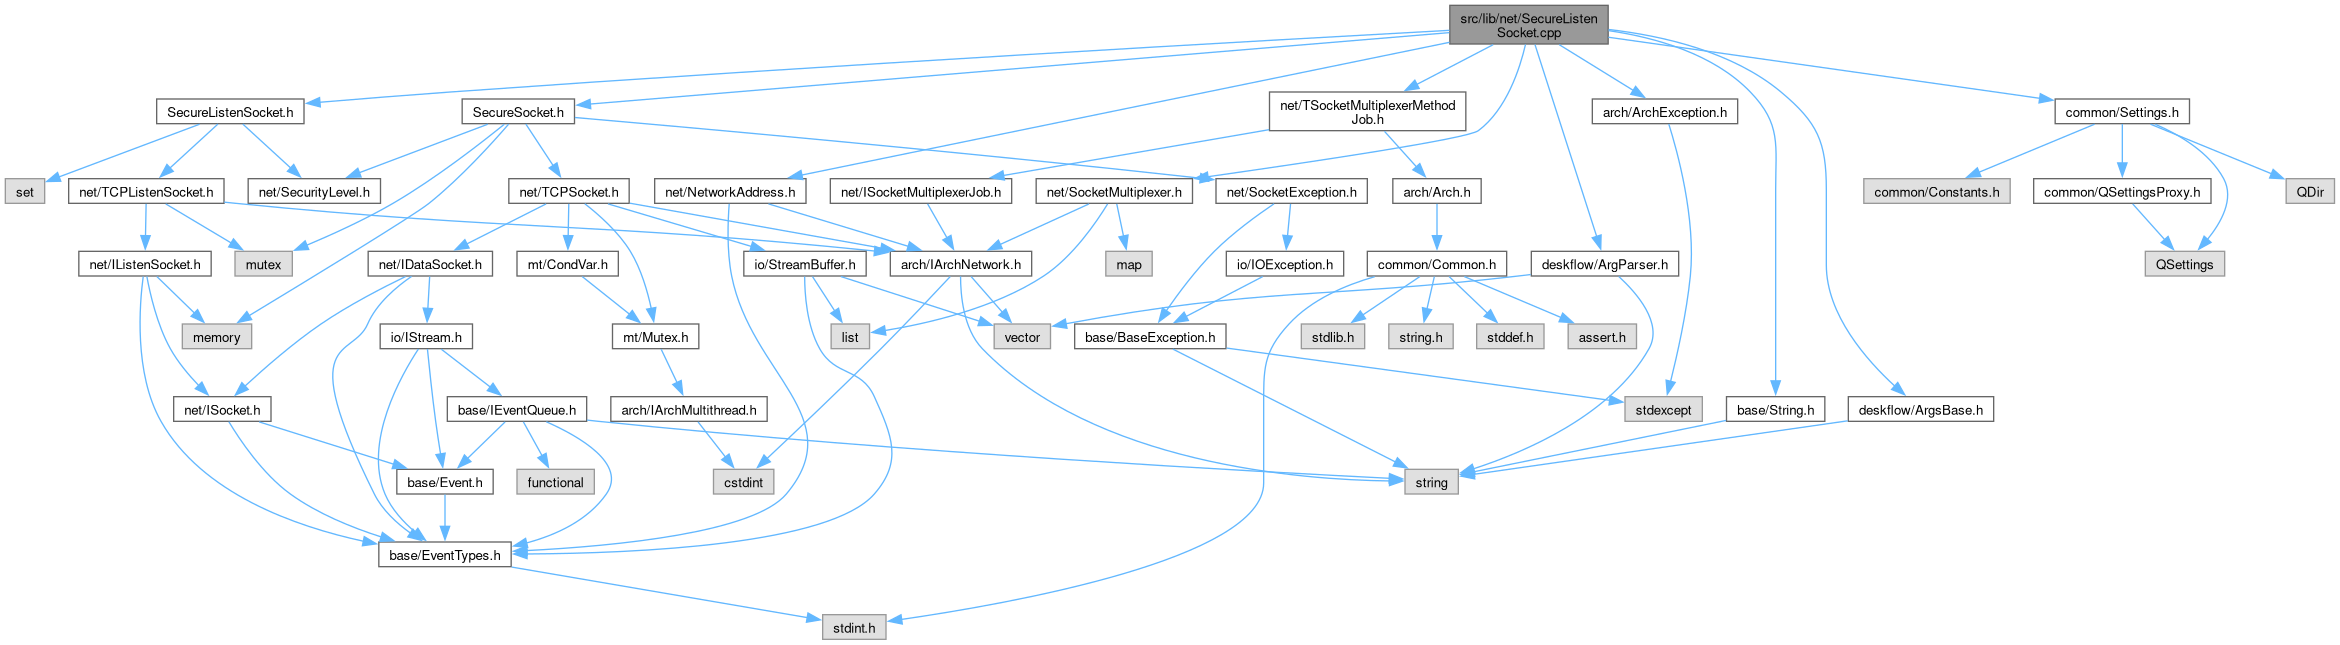 src/lib/net/SecureListen
Socket.cpp
SecureListenSocket.h
SecureSocket.h
net/TSocketMultiplexerMethod
Job.h
arch/ArchException.h
common/Settings.h
set
net/TCPListenSocket.h
net/SecurityLevel.h
net/TCPSocket.h
net/NetworkAddress.h
net/ISocketMultiplexerJob.h
net/SocketMultiplexer.h
net/SocketException.h
arch/Arch.h
common/Constants.h
common/QSettingsProxy.h
QDir
net/IListenSocket.h
mutex
net/IDataSocket.h
mt/CondVar.h
io/StreamBuffer.h
arch/IArchNetwork.h
map
io/IOException.h
common/Common.h
deskflow/ArgParser.h
QSettings
memory
io/IStream.h
mt/Mutex.h
list
vector
base/BaseException.h
stdlib.h
string.h
stddef.h
assert.h
net/ISocket.h
base/IEventQueue.h
arch/IArchMultithread.h
stdexcept
base/String.h
deskflow/ArgsBase.h
base/Event.h
functional
cstdint
string
base/EventTypes.h
stdint.h